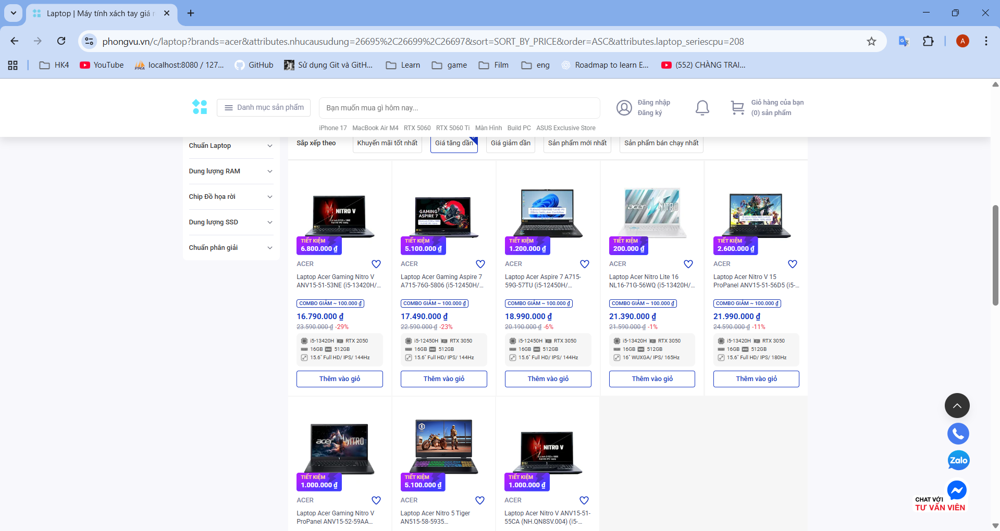 Laptop | Máy tính xách tay giá r
phongvu.vn/c/laptop?brands=acer&attributes.nhucausudung=26695%2C26699%2C26697&sort=SORT_BY_PRICE&order=ASC&attributes.laptop_seriescpu=208
A
HK4 YouTube localhost:8080 / 127... GitHub Sử dụng Git và GitH... Learn game Film eng Roadmap to learn E... (552) CHÀNG TRAI...
Danh mục sản phẩm
Bạn muốn mua gì hôm nay...
Đăng nhập
Đăng ký
Giỏ hàng của bạn
(0) sản phẩm
iPhone 17 MacBook Air M4 RTX 5060 RTX 5060 Ti Màn Hình Build PC ASUS Exclusive Store
Chuẩn Laptop
Dung lượng RAM
Chip Đồ họa rời
Dung lượng SSD
Chuẩn phân giải
Sắp xếp theo Khuyến mãi tốt nhất Giá tăng dần Giá giảm dần Sản phẩm mới nhất Sản phẩm bán chạy nhất
NITRO V
TIẾT KIỆM
6.800.000 ₫
ACER
Laptop Acer Gaming Nitro V
ANV15-51-53NE (i5-13420H/...
COMBO GIẢM ~ 100.000 ₫
16.790.000 ₫
23.590.000 ₫ -29%
i5-13420H RTX 2050
16GB 512GB
15.6" Full HD/ IPS/ 144Hz
Thêm vào giỏ
GAMING
ASPIRE 7
TIẾT KIỆM
5.100.000 ₫
ACER
Laptop Acer Gaming Aspire 7
A715-76G-5806 (i5-12450H/...
COMBO GIẢM ~ 100.000 ₫
17.490.000 ₫
22.590.000 ₫ -23%
i5-12450H RTX 3050
16GB 512GB
15.6" Full HD/ IPS/ 144Hz
Thêm vào giỏ
TIẾT KIỆM
1.200.000 ₫
ACER
Laptop Acer Aspire 7 A715-
59G-57TU (i5-12450H/...
COMBO GIẢM ~ 100.000 ₫
18.990.000 ₫
20.190.000 ₫ -6%
i5-12450H RTX 3050
16GB 512GB
15.6" Full HD/ IPS/ 144Hz
Thêm vào giỏ
acer NITRO
TIẾT KIỆM
200.000 ₫
ACER
Laptop Acer Nitro Lite 16
NL16-71G-56WQ (i5-13420H/...
COMBO GIẢM ~ 100.000 ₫
21.390.000 ₫
21.590.000 ₫ -1%
i5-13420H RTX 3050
16GB 512GB
16" WUXGA/ IPS/ 165Hz
Thêm vào giỏ
TIẾT KIỆM
2.600.000 ₫
ACER
Laptop Acer Nitro V 15
ProPanel ANV15-51-56D5 (i5-...
COMBO GIẢM ~ 100.000 ₫
21.990.000 ₫
24.590.000 ₫ -11%
i5-13420H RTX 3050
16GB 512GB
15.6" Full HD/ IPS/ 180Hz
Thêm vào giỏ
acer NITRO
TIẾT KIỆM
1.000.000 ₫
ACER
Laptop Acer Gaming Nitro V
ProPanel ANV15-52-59AA...
TIẾT KIỆM
5.100.000 ₫
ACER
Laptop Acer Nitro 5 Tiger
AN515-58-5935...
NITRO V
TIẾT KIỆM
1.000.000 ₫
ACER
Laptop Acer Nitro V ANV15-51-
55CA (NH.QN8SV.004) (i5-...
Zalo
CHAT VỚI
TƯ VẤN VIÊN